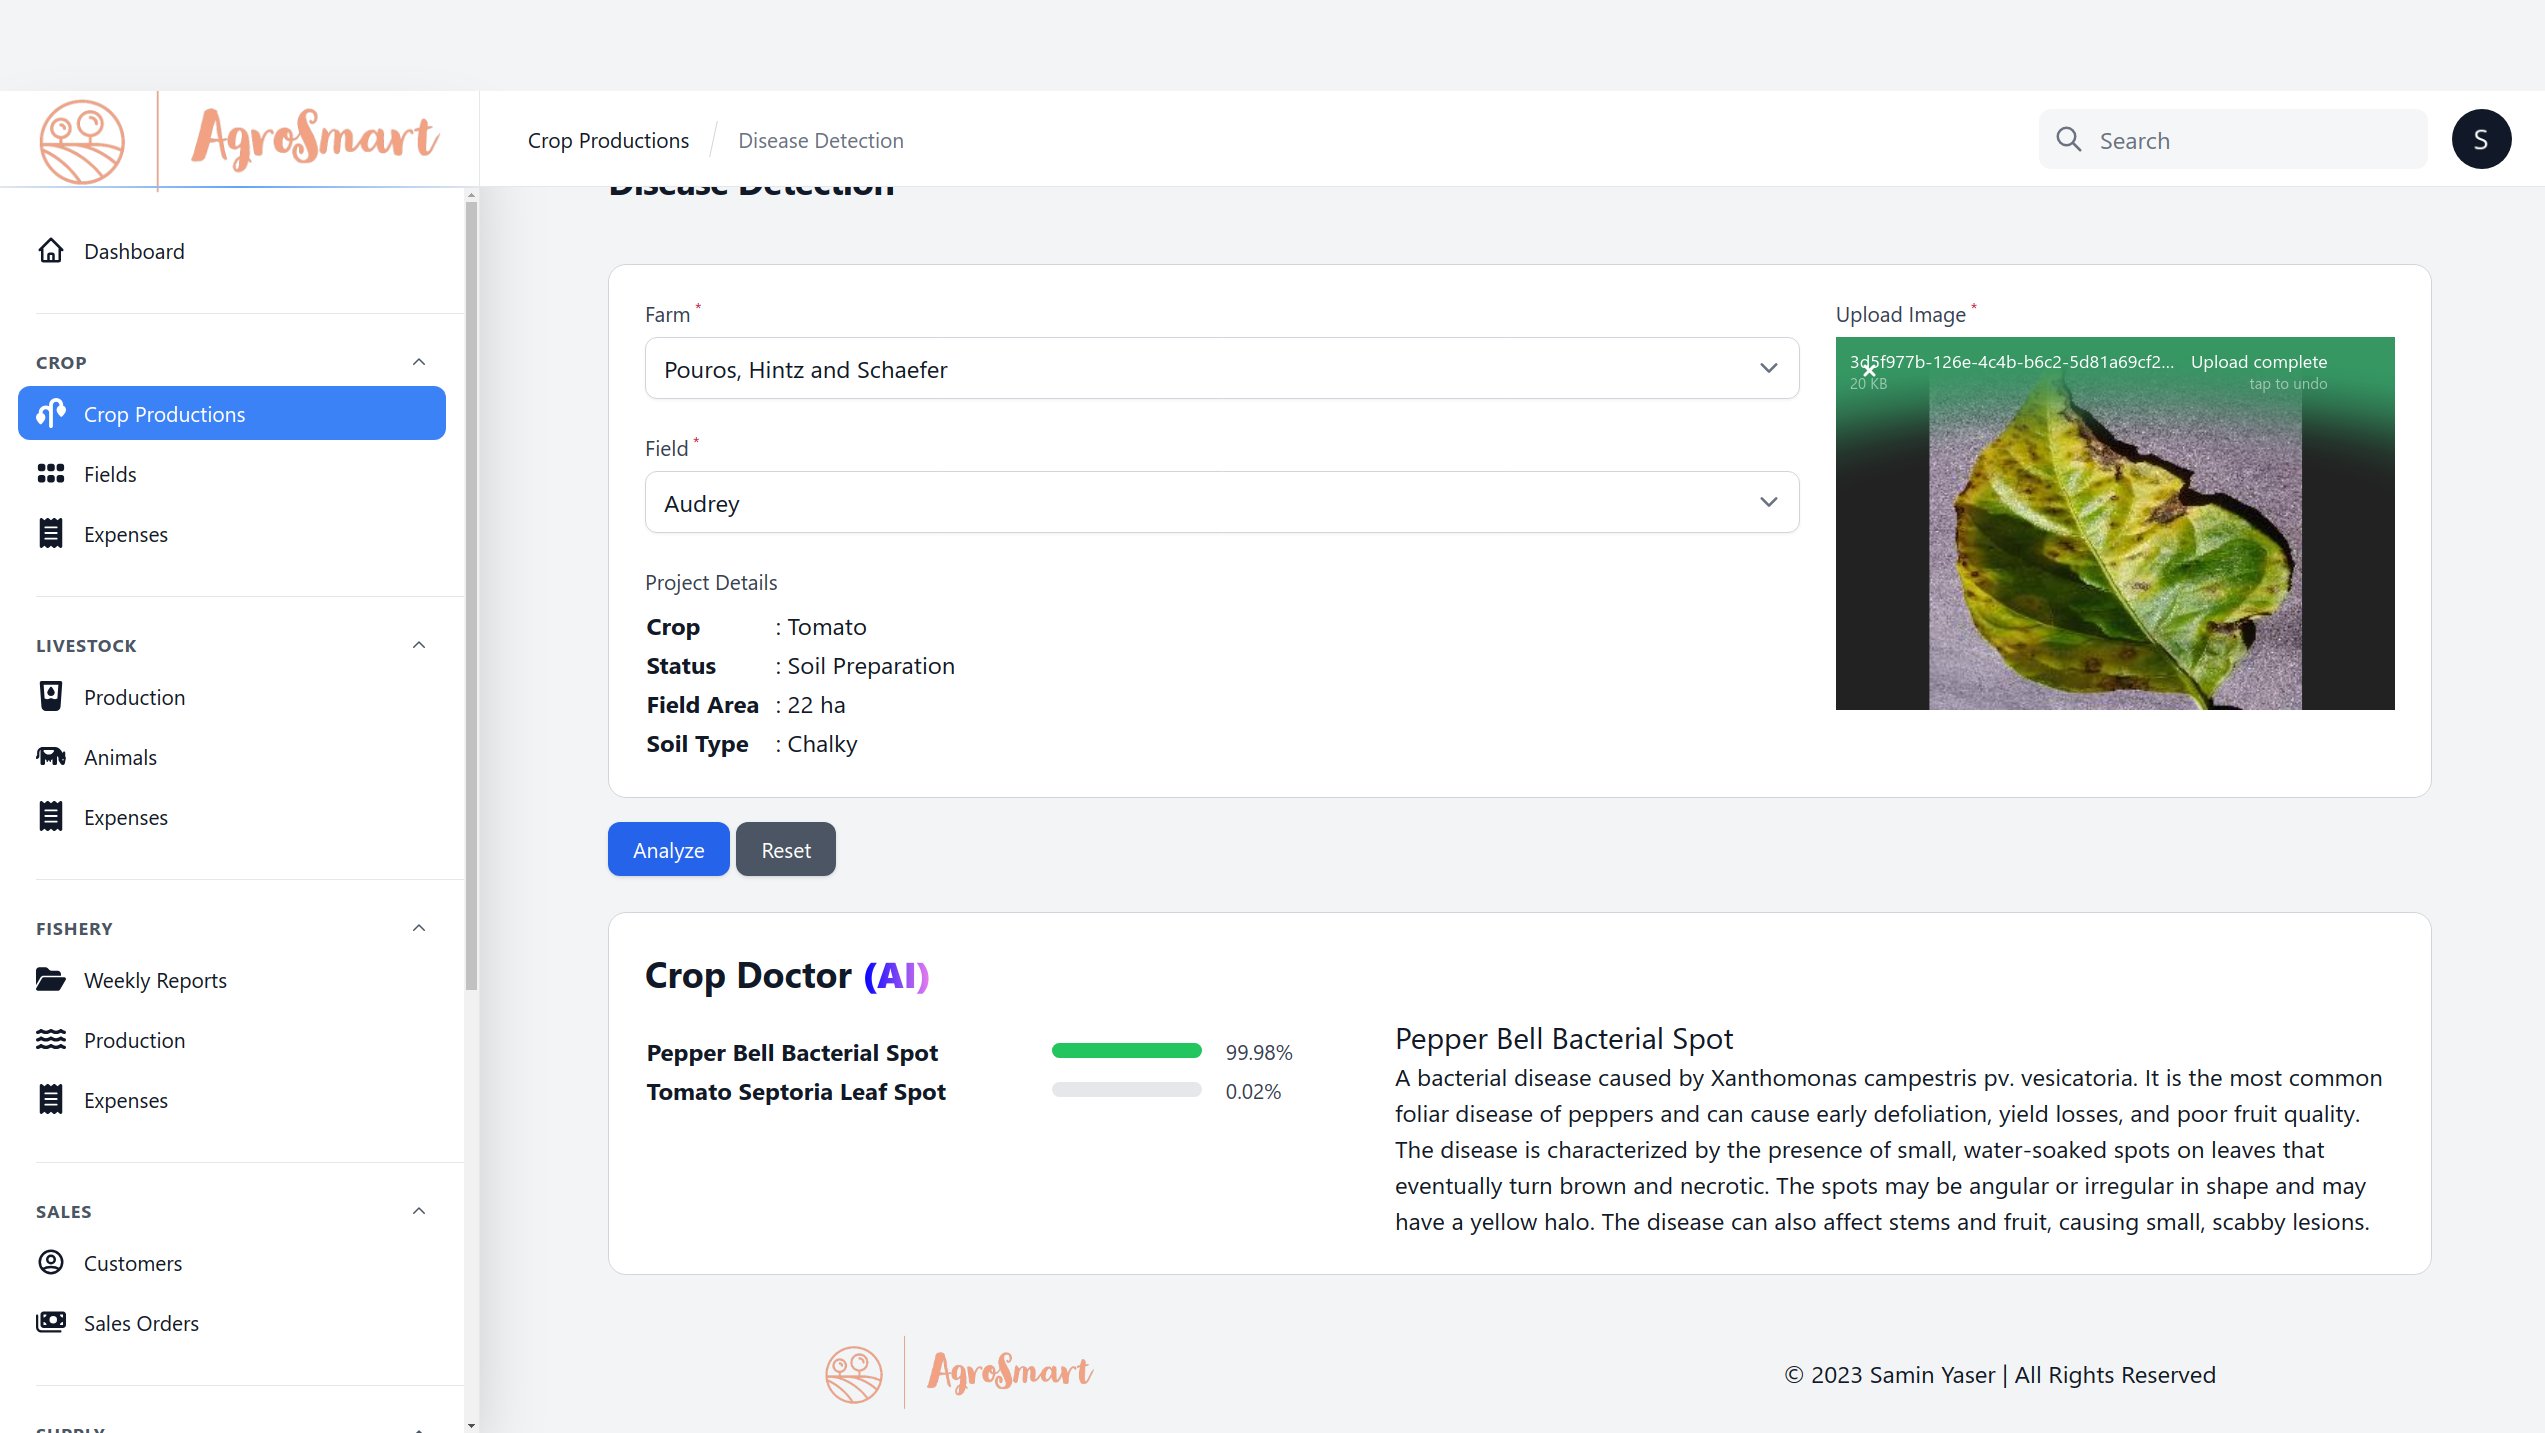 AgroSmart
Crop Productions
Disease Detection
Search
S
Disease Detection
Dashboard
CROP
Crop Productions
Fields
Expenses
LIVESTOCK
Production
Animals
Expenses
FISHERY
Weekly Reports
Production
Expenses
SALES
Customers
Sales Orders
SUPPLY
Farm *
Pouros, Hintz and Schaefer
Field *
Audrey
Project Details
Crop : Tomato
Status : Soil Preparation
Field Area : 22 ha
Soil Type : Chalky
Upload Image *
3d5f977b-126e-4c4b-b6c2-5d81a69cf2... Upload complete
20 KB tap to undo
Analyze Reset
Crop Doctor (AI)
Pepper Bell Bacterial Spot 99.98%
Tomato Septoria Leaf Spot 0.02%
Pepper Bell Bacterial Spot
A bacterial disease caused by Xanthomonas campestris pv. vesicatoria. It is the most common
foliar disease of peppers and can cause early defoliation, yield losses, and poor fruit quality.
The disease is characterized by the presence of small, water-soaked spots on leaves that
eventually turn brown and necrotic. The spots may be angular or irregular in shape and may
have a yellow halo. The disease can also affect stems and fruit, causing small, scabby lesions.
AgroSmart
© 2023 Samin Yaser | All Rights Reserved